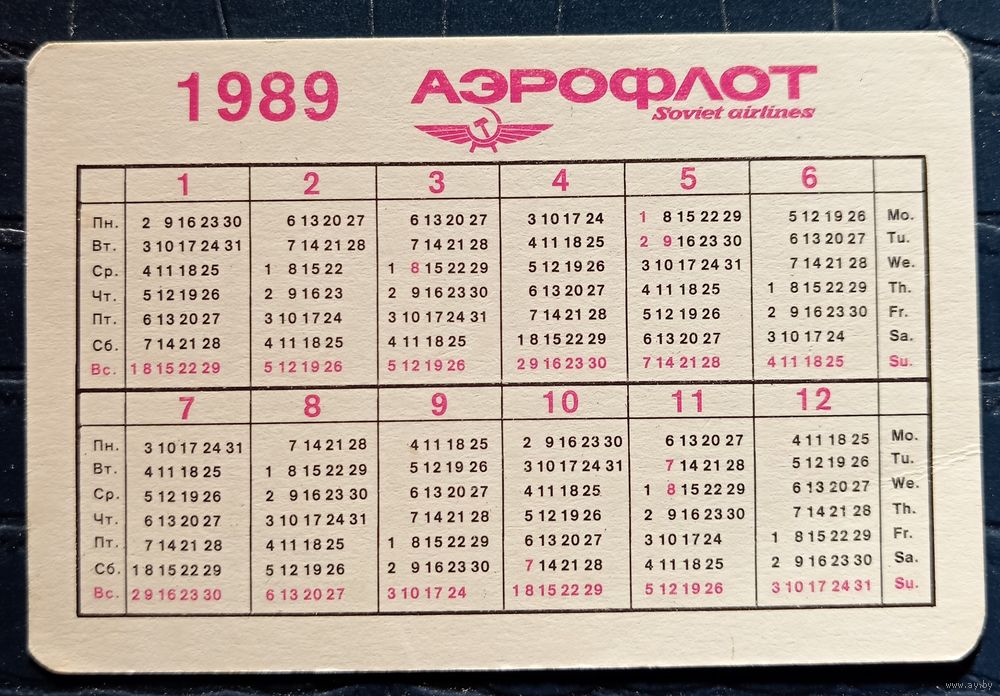 1989 АЭРОФЛОТ
Soviet airlines
1 2 3 4 5 6
Пн. 2 9 16 23 30 6 13 20 27 6 13 20 27 3 10 17 24 1 8 15 22 29 5 12 19 26 Mo.
Вт. 3 10 17 24 31 7 14 21 28 7 14 21 28 4 11 18 25 2 9 16 23 30 6 13 20 27 Tu.
Ср. 4 11 18 25 1 8 15 22 1 8 15 22 29 5 12 19 26 3 10 17 24 31 7 14 21 28 We.
Чт. 5 12 19 26 2 9 16 23 2 9 16 23 30 6 13 20 27 4 11 18 25 1 8 15 22 29 Th.
Пт. 6 13 20 27 3 10 17 24 3 10 17 24 31 7 14 21 28 5 12 19 26 2 9 16 23 30 Fr.
Сб. 7 14 21 28 4 11 18 25 4 11 18 25 1 8 15 22 29 6 13 20 27 3 10 17 24 Sa.
Вс. 1 8 15 22 29 5 12 19 26 5 12 19 26 2 9 16 23 30 7 14 21 28 4 11 18 25 Su.
7 8 9 10 11 12
Пн. 3 10 17 24 31 7 14 21 28 4 11 18 25 2 9 16 23 30 6 13 20 27 4 11 18 25 Mo.
Вт. 4 11 18 25 1 8 15 22 29 5 12 19 26 3 10 17 24 31 7 14 21 28 5 12 19 26 Tu.
Ср. 5 12 19 26 2 9 16 23 30 6 13 20 27 4 11 18 25 1 8 15 22 29 6 13 20 27 We.
Чт. 6 13 20 27 3 10 17 24 31 7 14 21 28 5 12 19 26 2 9 16 23 30 7 14 21 28 Th.
Пт. 7 14 21 28 4 11 18 25 1 8 15 22 29 6 13 20 27 3 10 17 24 1 8 15 22 29 Fr.
Сб. 1 8 15 22 29 5 12 19 26 2 9 16 23 30 7 14 21 28 4 11 18 25 2 9 16 23 30 Sa.
Вс. 2 9 16 23 30 6 13 20 27 3 10 17 24 1 8 15 22 29 5 12 19 26 3 10 17 24 31 Su.
www.ay.by